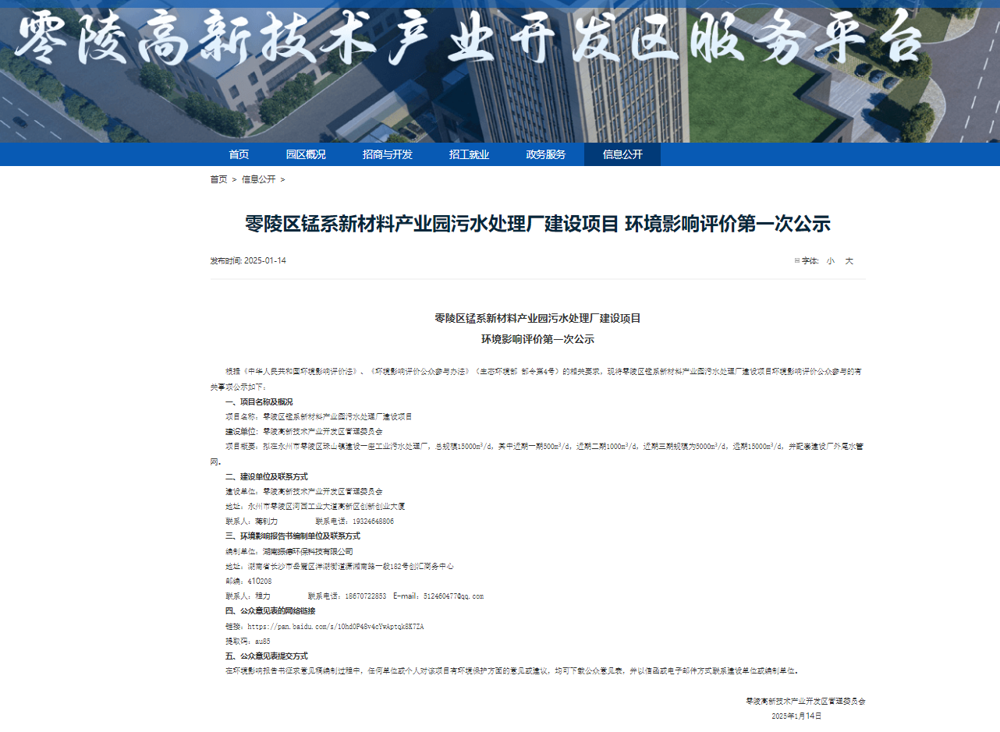 零陵高新技术产业开发区服务平台
首页 园区概况 招商与开发 招工就业 政务服务 信息公开
首页 > 信息公开 >
零陵区锰系新材料产业园污水处理厂建设项目 环境影响评价第一次公示
发布时间: 2025-01-14 字体: 小 大
零陵区锰系新材料产业园污水处理厂建设项目
环境影响评价第一次公示
根据《中华人民共和国环境影响评价法》、《环境影响评价公众参与办法》（生态环境部 部令第4号）的相关要求，现将零陵区锰系新材料产业园污水处理厂建设项目环境影响评价公众参与的有
关事项公示如下：
一、项目名称及概况
项目名称：零陵区锰系新材料产业园污水处理厂建设项目
建设单位：零陵高新技术产业开发区管理委员会
项目概要：拟在永州市零陵区珠山镇建设一座工业污水处理厂，总规模15000m³/d，其中近期一期500m³/d，近期二期1000m³/d，近期三期规模为5000m³/d，远期15000m³/d，并配套建设厂外尾水管
网。
二、建设单位及联系方式
建设单位：零陵高新技术产业开发区管理委员会
地址：永州市零陵区河西工业大道高新区创新创业大厦
联系人：蒋钊力 联系电话：19324648806
三、环境影响报告书编制单位及联系方式
编制单位：湖南振德环保科技有限公司
地址：湖南省长沙市岳麓区洋湖街道潇湘南路一段182号创汇商务中心
邮编：410208
联系人：程力 联系电话：18670722853 E-mail：512460477@qq.com
四、公众意见表的网络链接
链接：https://pan.baidu.com/s/10hdOP48v4cYwAptqk8K7ZA
提取码：au85
五、公众意见表提交方式
在环境影响报告书征求意见稿编制过程中，任何单位或个人对该项目有环境保护方面的意见或建议，均可下载公众意见表，并以信函或电子邮件方式联系建设单位或编制单位。
零陵高新技术产业开发区管理委员会
2025年1月14日